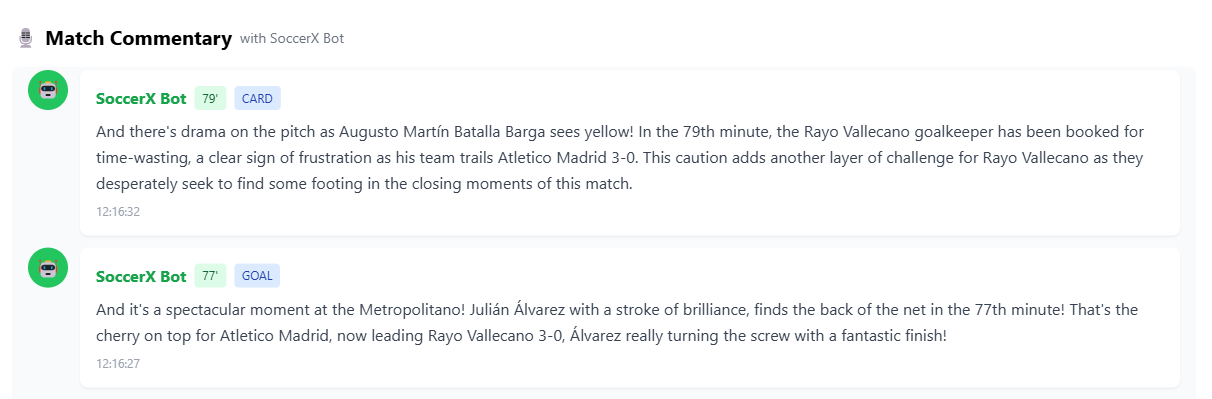 Match Commentary with SoccerX Bot
SoccerX Bot 79' CARD
And there's drama on the pitch as Augusto Martín Batalla Barga sees yellow! In the 79th minute, the Rayo Vallecano goalkeeper has been booked for
time-wasting, a clear sign of frustration as his team trails Atletico Madrid 3-0. This caution adds another layer of challenge for Rayo Vallecano as they
desperately seek to find some footing in the closing moments of this match.
12:16:32
SoccerX Bot 77' GOAL
And it's a spectacular moment at the Metropolitano! Julián Álvarez with a stroke of brilliance, finds the back of the net in the 77th minute! That's the
cherry on top for Atletico Madrid, now leading Rayo Vallecano 3-0, Álvarez really turning the screw with a fantastic finish!
12:16:27